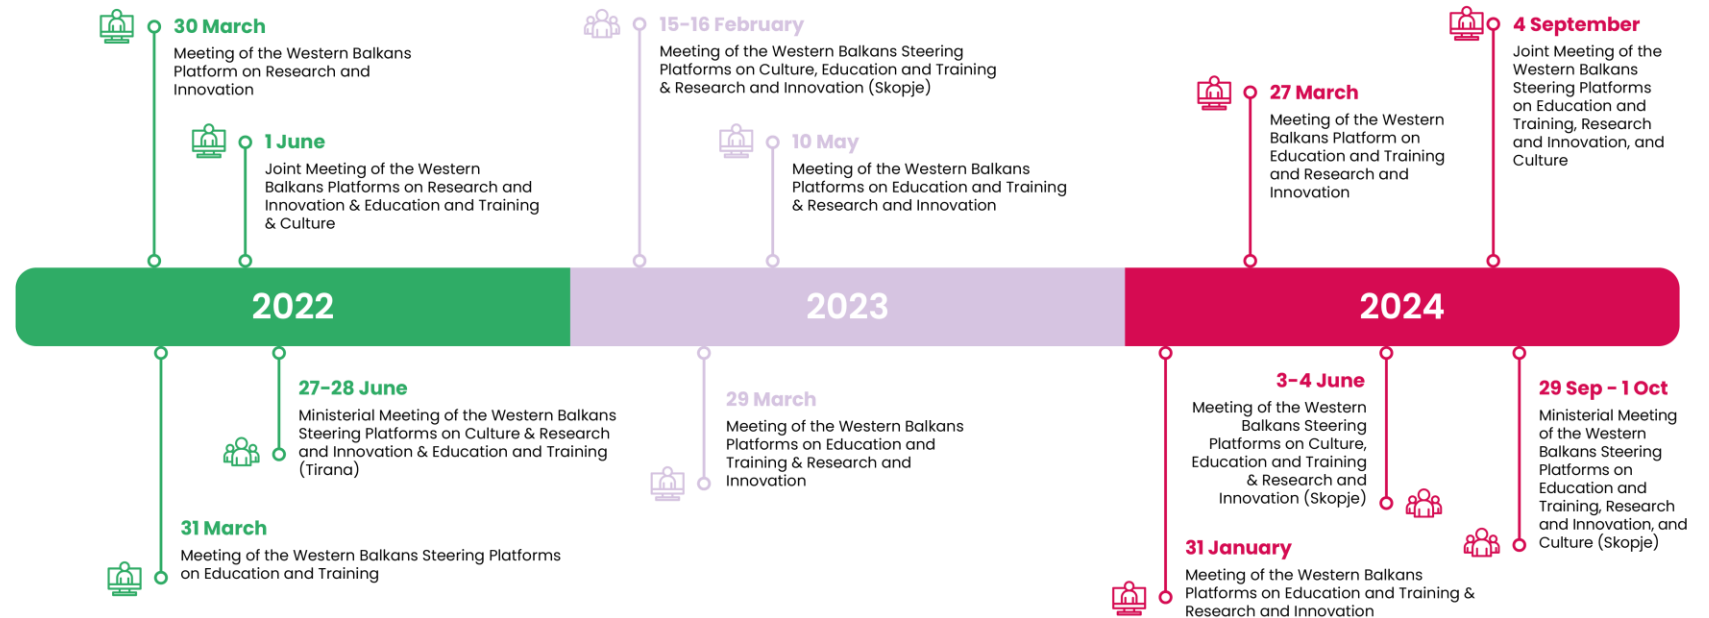 30 March
Meeting of the Western Balkans
Platform on Research and
Innovation
1 June
Joint Meeting of the Western
Balkans Platforms on Research and
Innovation & Education and Training
& Culture
15-16 February
Meeting of the Western Balkans Steering
Platforms on Culture, Education and Training
& Research and Innovation (Skopje)
10 May
Meeting of the Western Balkans
Platforms on Education and Training
& Research and Innovation
27 March
Meeting of the Western
Balkans Platform on
Education and Training
and Research and
Innovation
4 September
Joint Meeting of the
Western Balkans
Steering Platforms
on Education and
Training, Research
and Innovation, and
Culture
2022
2023
2024
27-28 June
Ministerial Meeting of the Western Balkans
Steering Platforms on Culture & Research
and Innovation & Education and Training
(Tirana)
31 March
Meeting of the Western Balkans Steering Platforms
on Education and Training
29 March
Meeting of the Western Balkans
Platforms on Education and
Training & Research and
Innovation
3-4 June
Meeting of the Western
Balkans Steering
Platforms on Culture,
Education and Training
& Research and
Innovation (Skopje)
31 January
Meeting of the Western Balkans
Platforms on Education and Training &
Research and Innovation
29 Sep - 1 Oct
Ministerial Meeting
of the Western
Balkans Steering
Platforms on
Education and
Training, Research
and Innovation, and
Culture (Skopje)